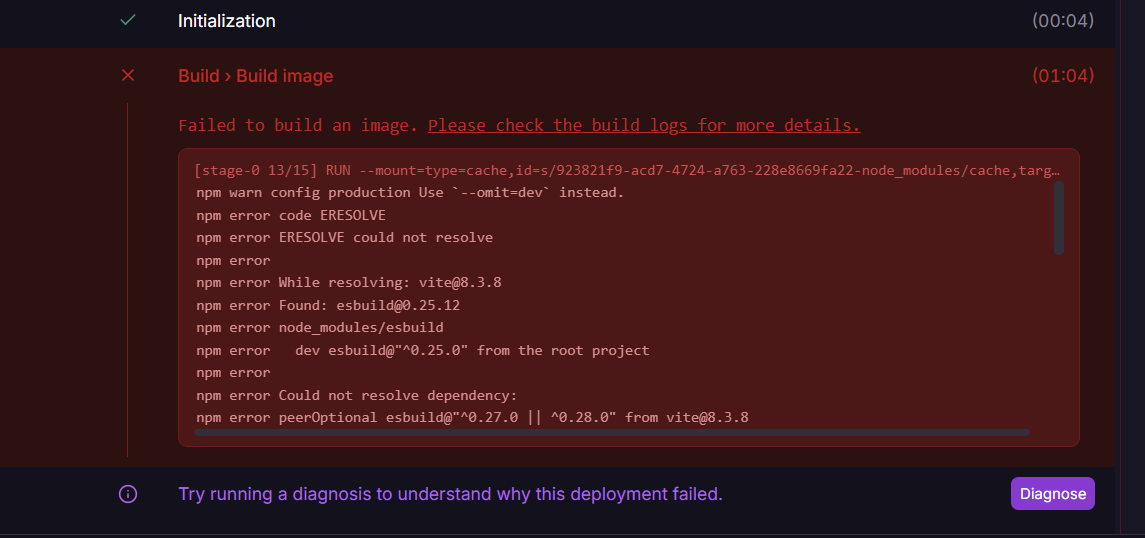 Initialization (00:04)
Build › Build image (01:04)
Failed to build an image. Please check the build logs for more details.
[stage-0 13/15] RUN --mount=type=cache,id=s/923821f9-acd7-4724-a763-228e8669fa22-node_modules/cache,targ…
npm warn config production Use `--omit=dev` instead.
npm error code ERESOLVE
npm error ERESOLVE could not resolve
npm error
npm error While resolving: vite@8.3.8
npm error Found: esbuild@0.25.12
npm error node_modules/esbuild
npm error   dev esbuild@"^0.25.0" from the root project
npm error
npm error Could not resolve dependency:
npm error peerOptional esbuild@"^0.27.0 || ^0.28.0" from vite@8.3.8
Try running a diagnosis to understand why this deployment failed.
Diagnose